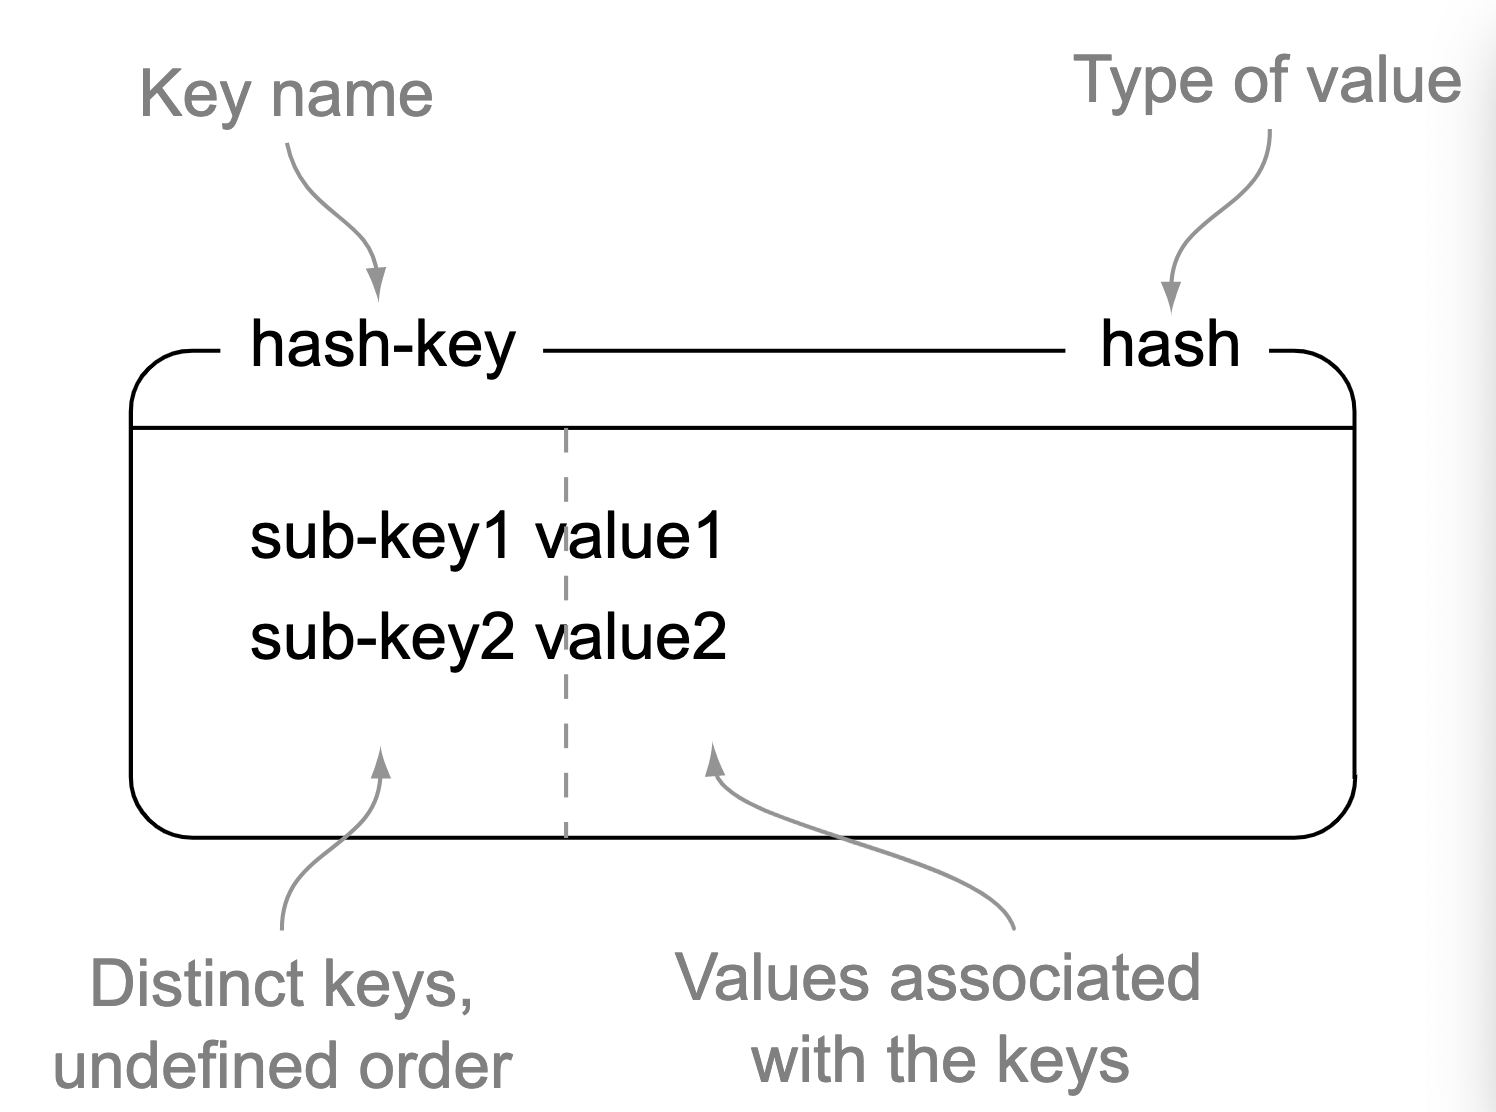 Key name
Type of value
hash-key
hash
sub-key1 value1
sub-key2 value2
Distinct keys,
undefined order
Values associated
with the keys